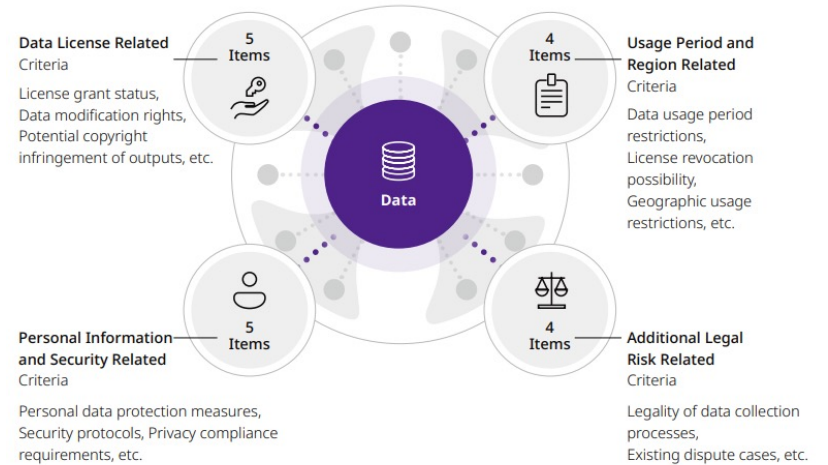 Data License Related
Criteria
License grant status,
Data modification rights,
Potential copyright
infringement of outputs, etc.
5
Items
4
Items
Usage Period and
Region Related
Criteria
Data usage period
restrictions,
License revocation
possibility,
Geographic usage
restrictions, etc.
Data
Personal Information
and Security Related
Criteria
Personal data protection measures,
Security protocols, Privacy compliance
requirements, etc.
5
Items
4
Items
Additional Legal
Risk Related
Criteria
Legality of data collection
processes,
Existing dispute cases, etc.